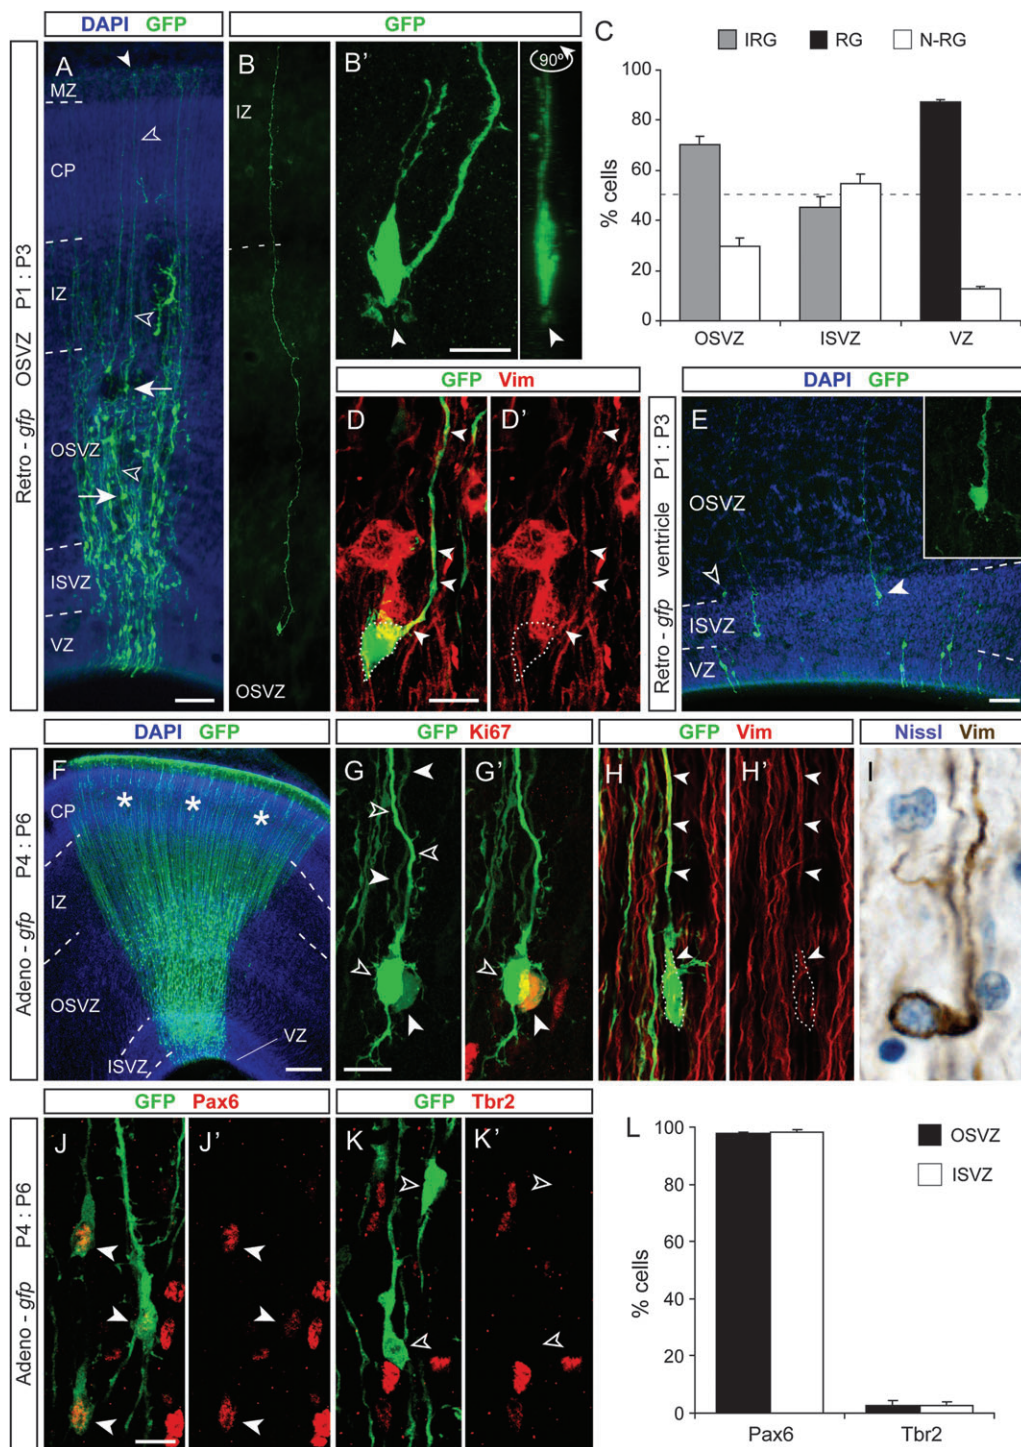 DAPI GFP
GFP
Retro - gfp OSVZ P1 : P3
A
MZ
CP
IZ
OSVZ
ISVZ
VZ
B
IZ
OSVZ
B'
90º
C
IRG RG N-RG
% cells
100
80
60
40
20
0
OSVZ ISVZ VZ
GFP Vim
D
D'
DAPI GFP
Retro - gfp ventricle P1 : P3
E
OSVZ
ISVZ
VZ
DAPI GFP
Adeno - gfp P4 : P6
F
CP
* * *
IZ
OSVZ
ISVZ
VZ
GFP Ki67
G
G'
GFP Vim
H
H'
Nissl Vim
I
GFP Pax6
Adeno - gfp P4 : P6
J
J'
GFP Tbr2
K
K'
L
OSVZ
ISVZ
% cells
100
80
60
40
20
0
Pax6 Tbr2